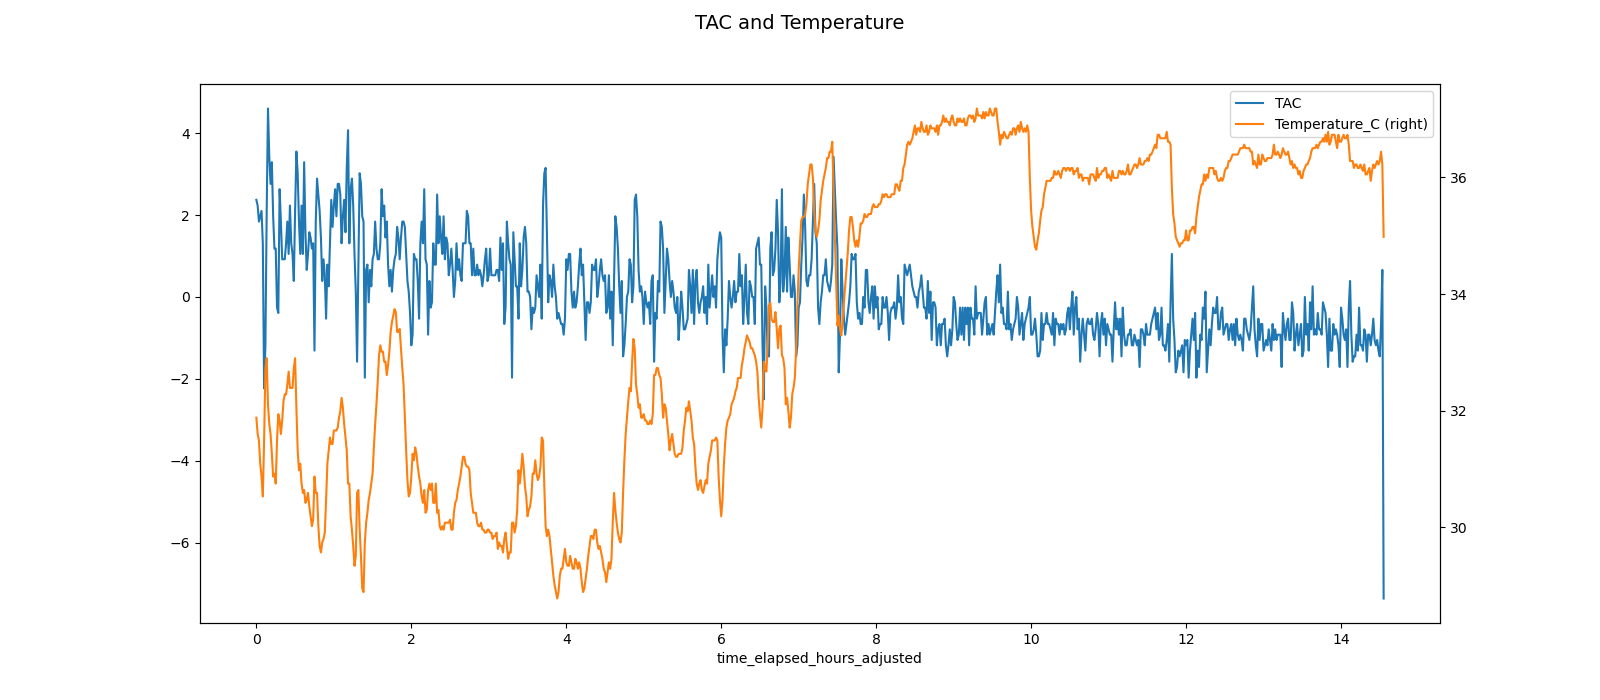 TAC and Temperature
TAC
Temperature_C (right)
4
2
0
−2
−4
−6
36
34
32
30
0 2 4 6 8 10 12 14
time_elapsed_hours_adjusted